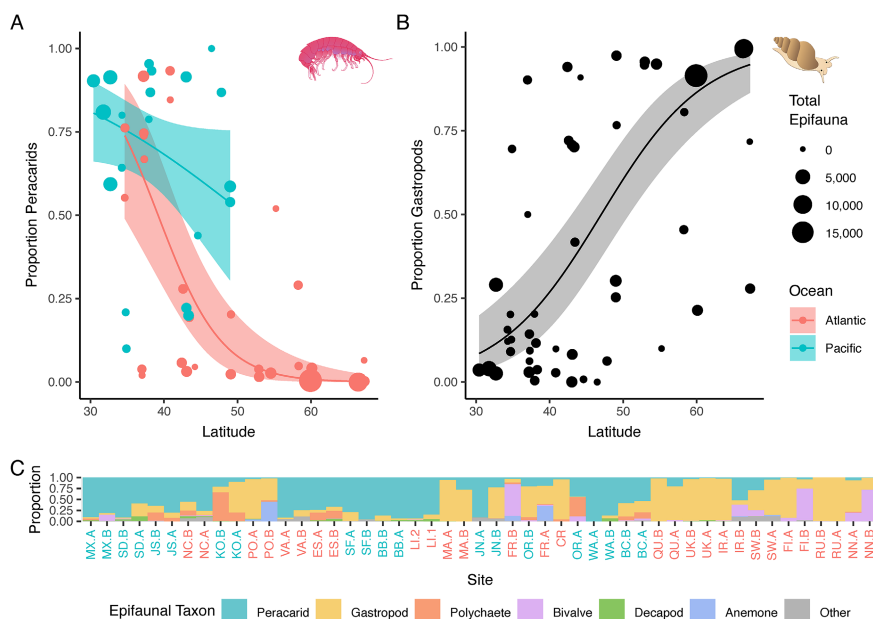 A
B
1.00
0.75
0.50
0.25
0.00
Proportion Peracarids
30
40
50
60
Latitude
1.00
0.75
0.50
0.25
0.00
Proportion Gastropods
30
40
50
60
Latitude
Total
Epifauna
0
5,000
10,000
15,000
Ocean
Atlantic
Pacific
C
Proportion
1.00
0.75
0.50
0.25
0.00
MX.A MX.B SD.B SD.A JS.B JS.A NC.B NC.A KO.B KO.A PO.A PO.B VA.A VA.B ES.A ES.B SF.A SF.B BB.B BB.A LI.2 LI.1 MA.A MA.B JN.A JN.B FR.B OR.B FR.A CR OR.A WA.A WA.B BC.B BC.A QU.B QU.A UK.B UK.A IR.A IR.B SW.B SW.A FI.A FI.B RU.B RU.A NN.A NN.B
Site
Epifaunal Taxon Peracarid Gastropod Polychaete Bivalve Decapod Anemone Other